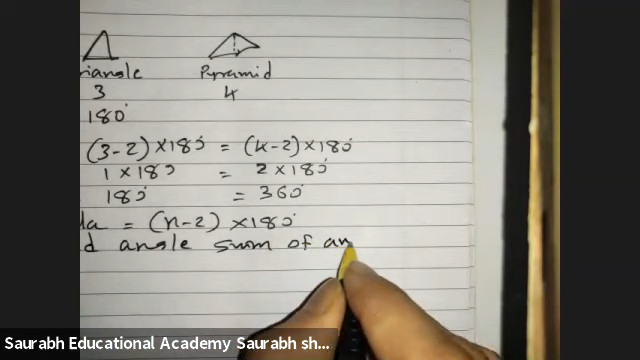 riangle Pyramid
3 4
180°
(3-2)×180° = (4-2)×180°
1×180 = 2×180°
180° = 360°
la = (n-2)×180°
d angle sum of an
Saurabh Educational Academy Saurabh sh...